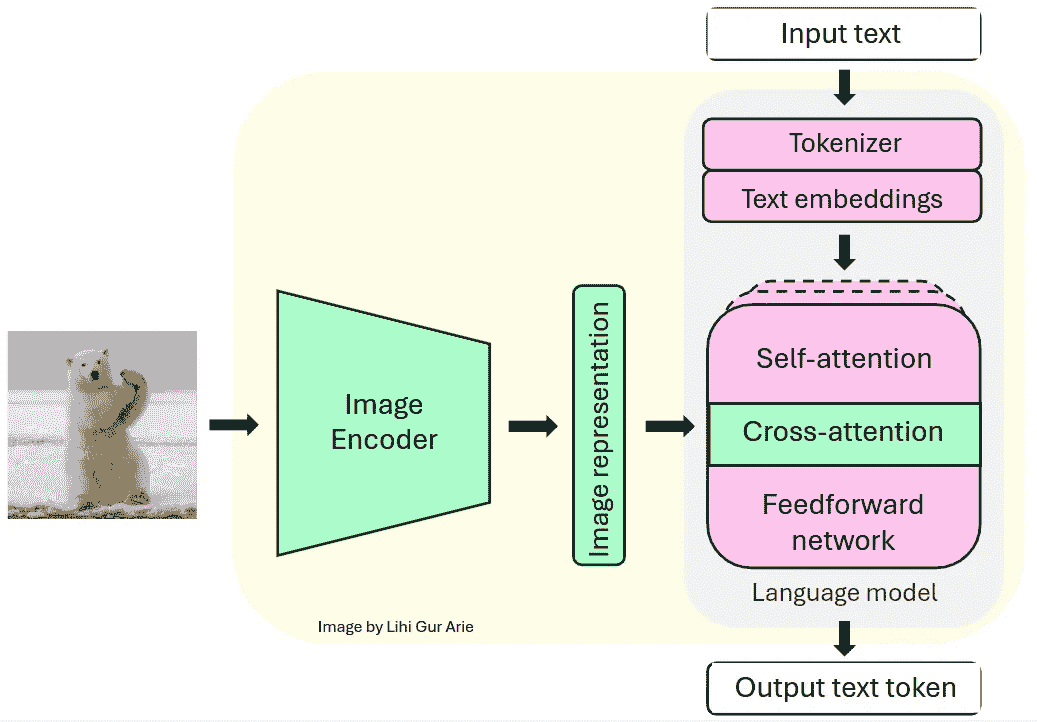 Input text
Tokenizer
Text embeddings
Image
Encoder
Image representation
Self-attention
Cross-attention
Feedforward
network
Language model
Image by Lihi Gur Arie
Output text token